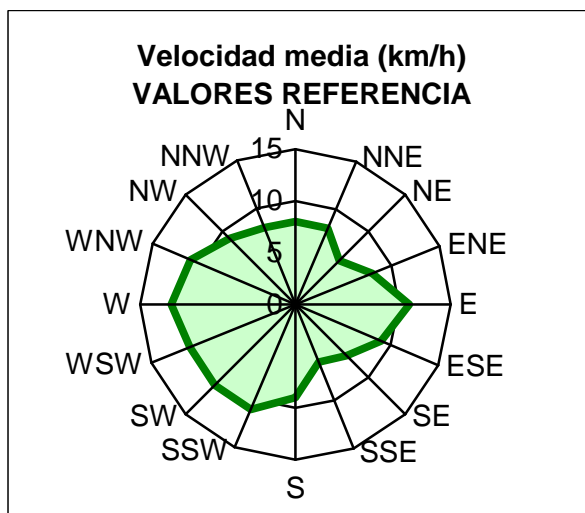 Velocidad media (km/h)
VALORES REFERENCIA
N
NNW
15
NNE
NW
10
NE
WNW
5
ENE
W
0
E
WSW
ESE
SW
SE
SSW
SSE
S